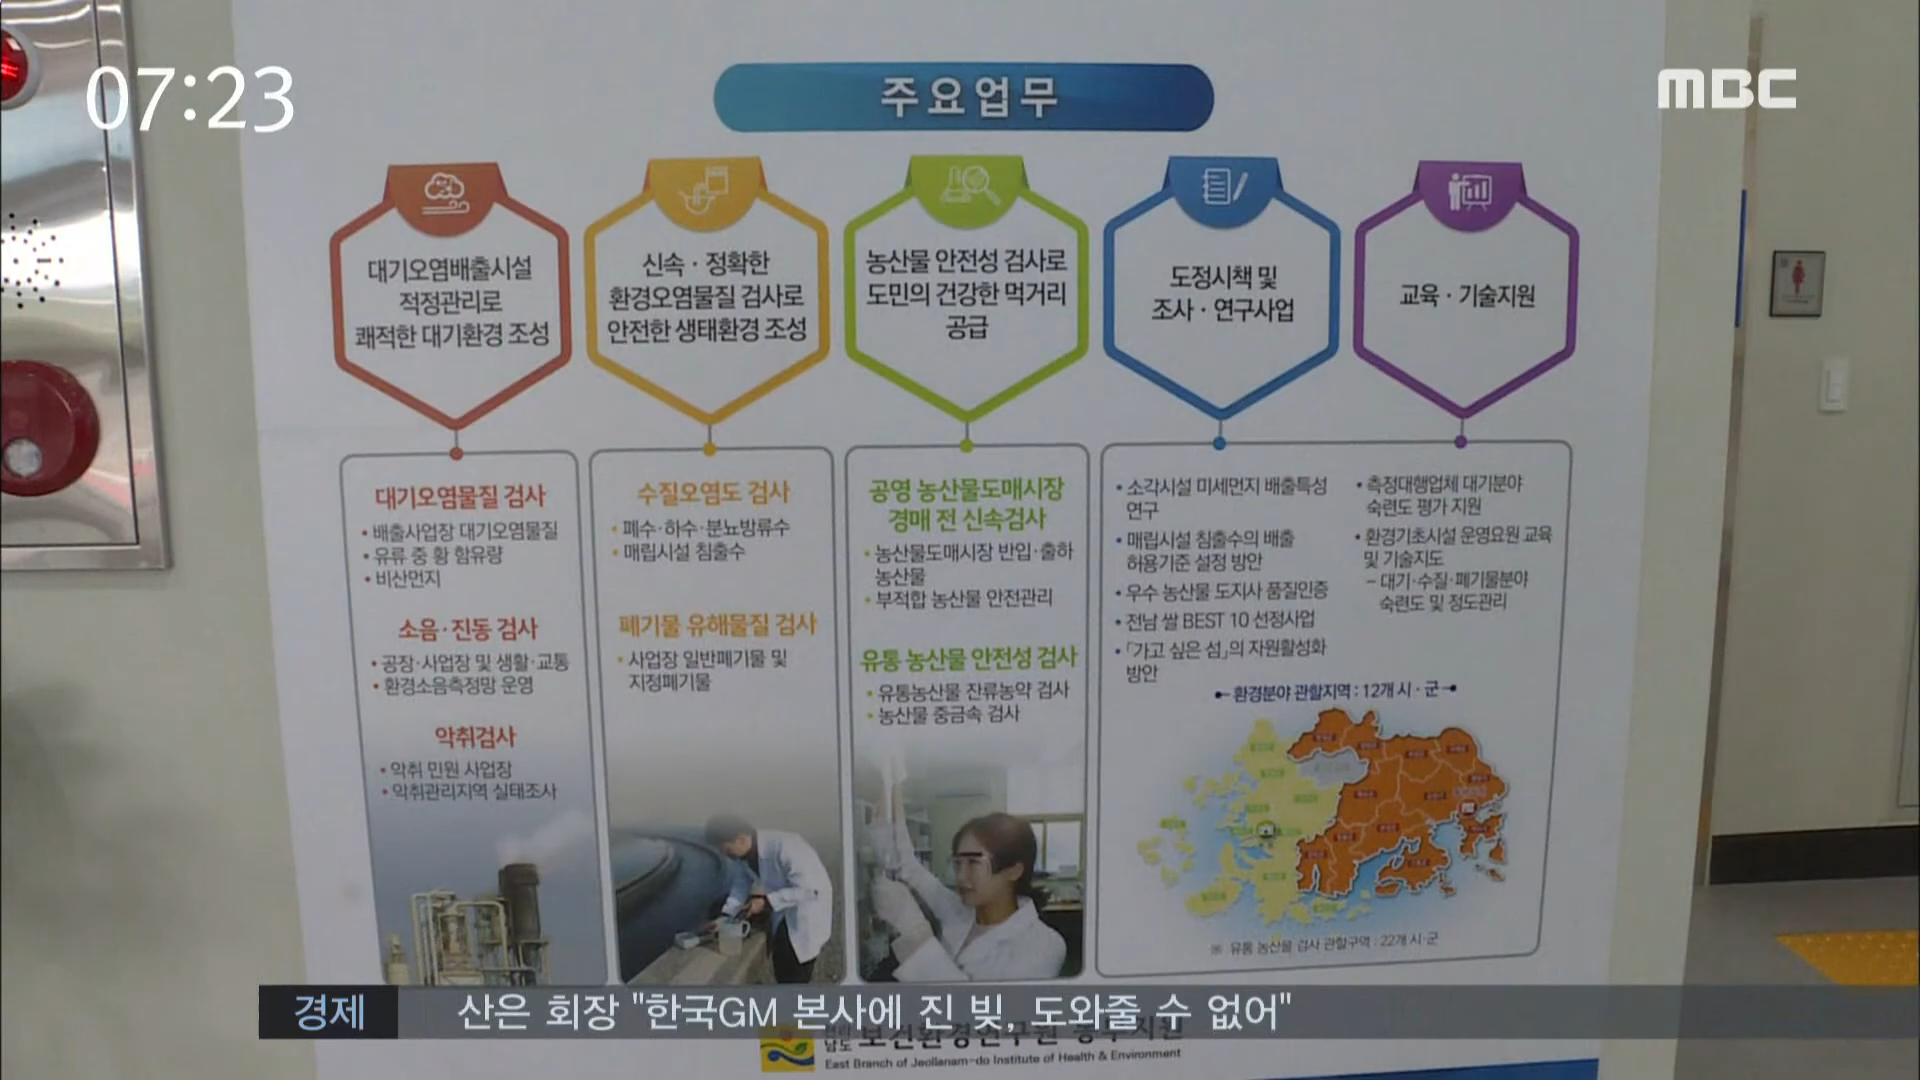 07:23
MBC
주요업무
대기오염배출시설
적정관리로
쾌적한 대기환경 조성
신속·정확한
환경오염물질 검사로
안전한 생태환경 조성
농산물 안전성 검사로
도민의 건강한 먹거리
공급
도정시책 및
조사·연구사업
교육·기술지원
대기오염물질 검사
• 배출사업장 대기오염물질
• 유류 중 황 함유량
• 비산먼지
소음·진동 검사
• 공장·사업장 및 생활·교통
• 환경소음측정망 운영
악취검사
• 악취 민원 사업장
• 악취관리지역 실태조사
수질오염도 검사
• 폐수·하수·분뇨방류수
• 매립시설 침출수
폐기물 유해물질 검사
• 사업장 일반폐기물 및
지정폐기물
공영 농산물도매시장
경매 전 신속검사
• 농산물도매시장 반입·출하
농산물
• 부적합 농산물 안전관리
유통 농산물 안전성 검사
• 유통농산물 잔류농약 검사
• 농산물 중금속 검사
• 소각시설 미세먼지 배출특성
연구
• 매립시설 침출수의 배출
허용기준 설정 방안
• 우수 농산물 도지사 품질인증
• 전남 쌀 BEST 10 선정사업
• 「가고 싶은 섬」의 자원활성화
방안
• 측정대행업체 대기분야
숙련도 평가 지원
• 환경기초시설 운영요원 교육
및 기술지도
– 대기·수질·폐기물분야
숙련도 및 정도관리
환경분야 관할지역 : 12개 시·군
※ 유통 농산물 검사 관할구역 : 22개 시·군
경제
산은 회장 "한국GM 본사에 진 빚, 도와줄 수 없어"
남도 보건환경연구원 동부지원
East Branch of Jeollanam-do Institute of Health & Environment